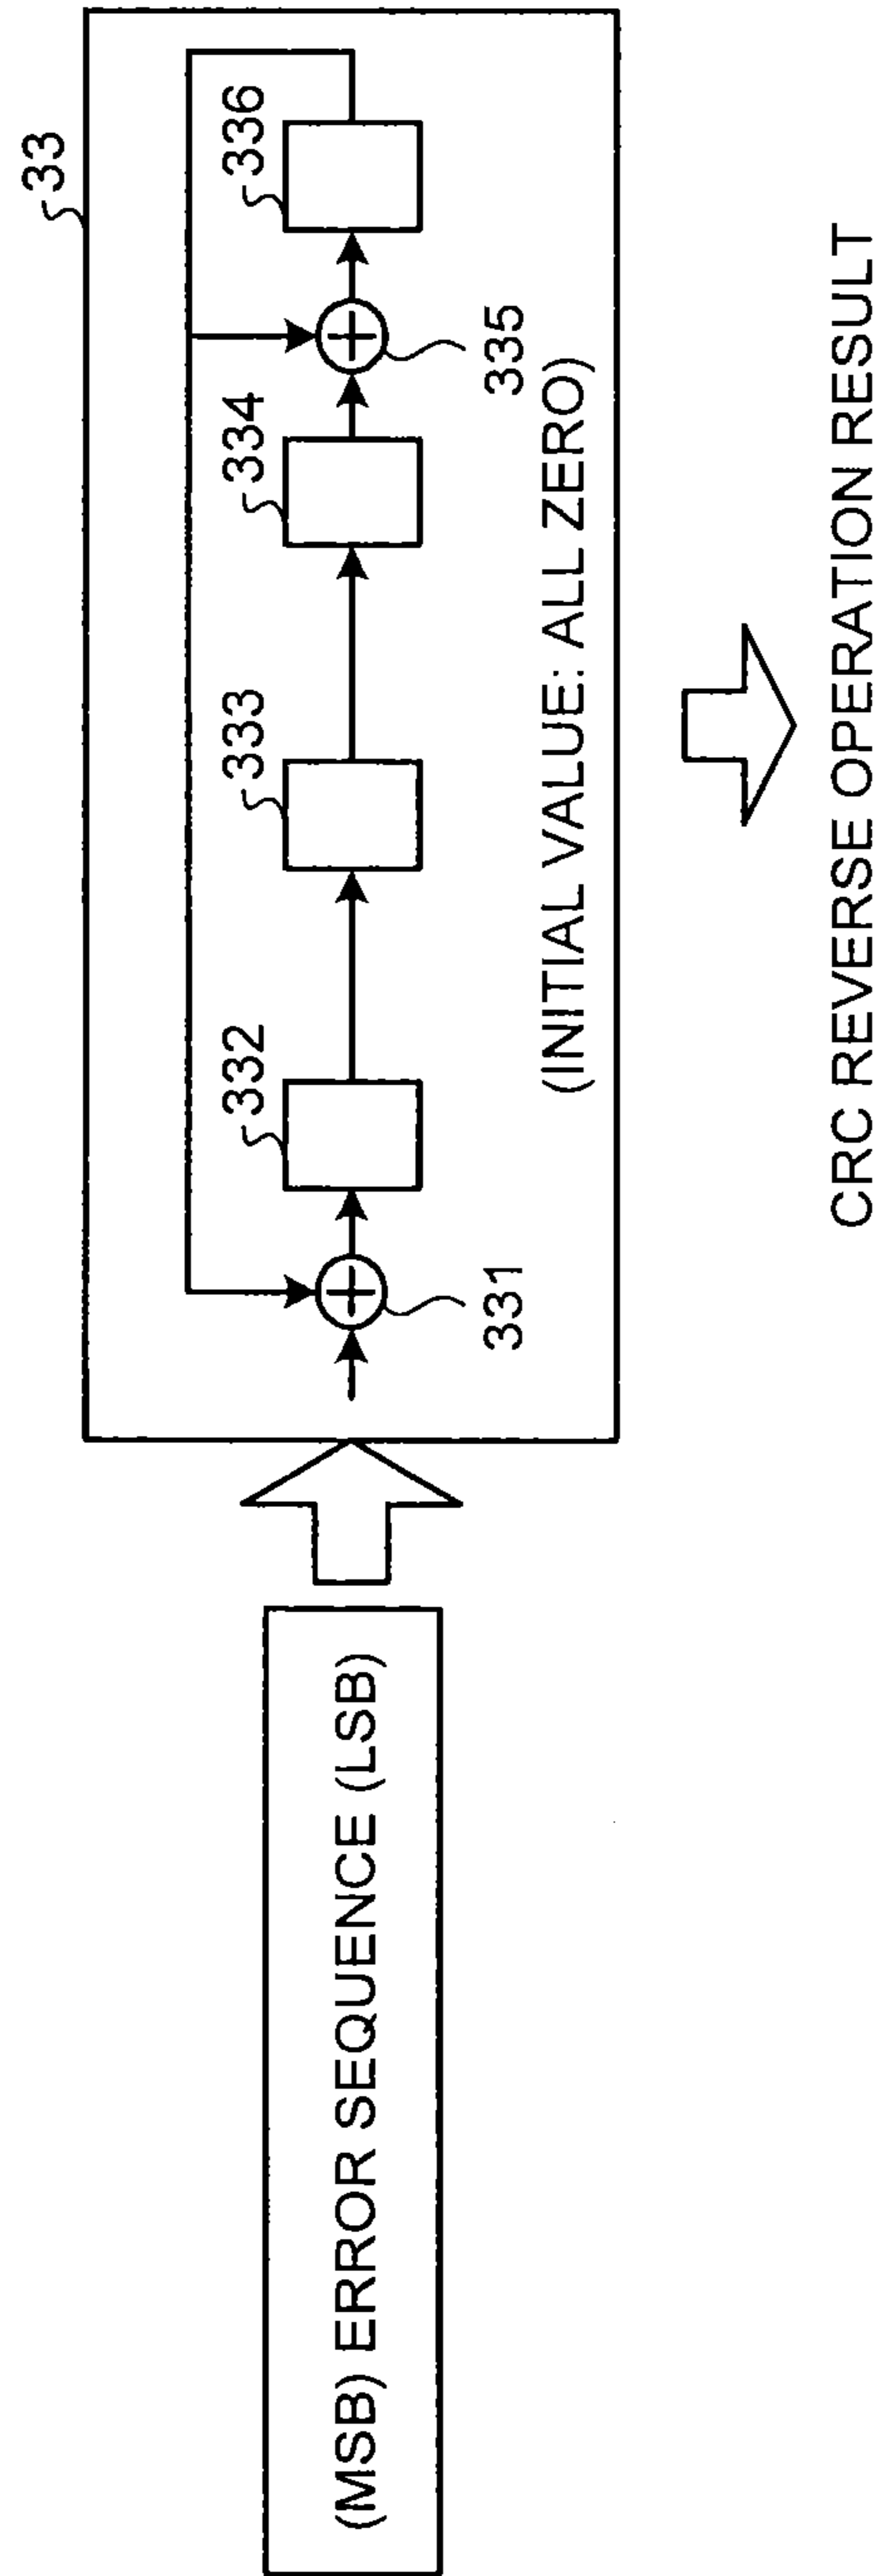 33
336
335
334
333
332
331
(INITIAL VALUE: ALL ZERO)
(MSB) ERROR SEQUENCE (LSB)
CRC REVERSE OPERATION RESULT